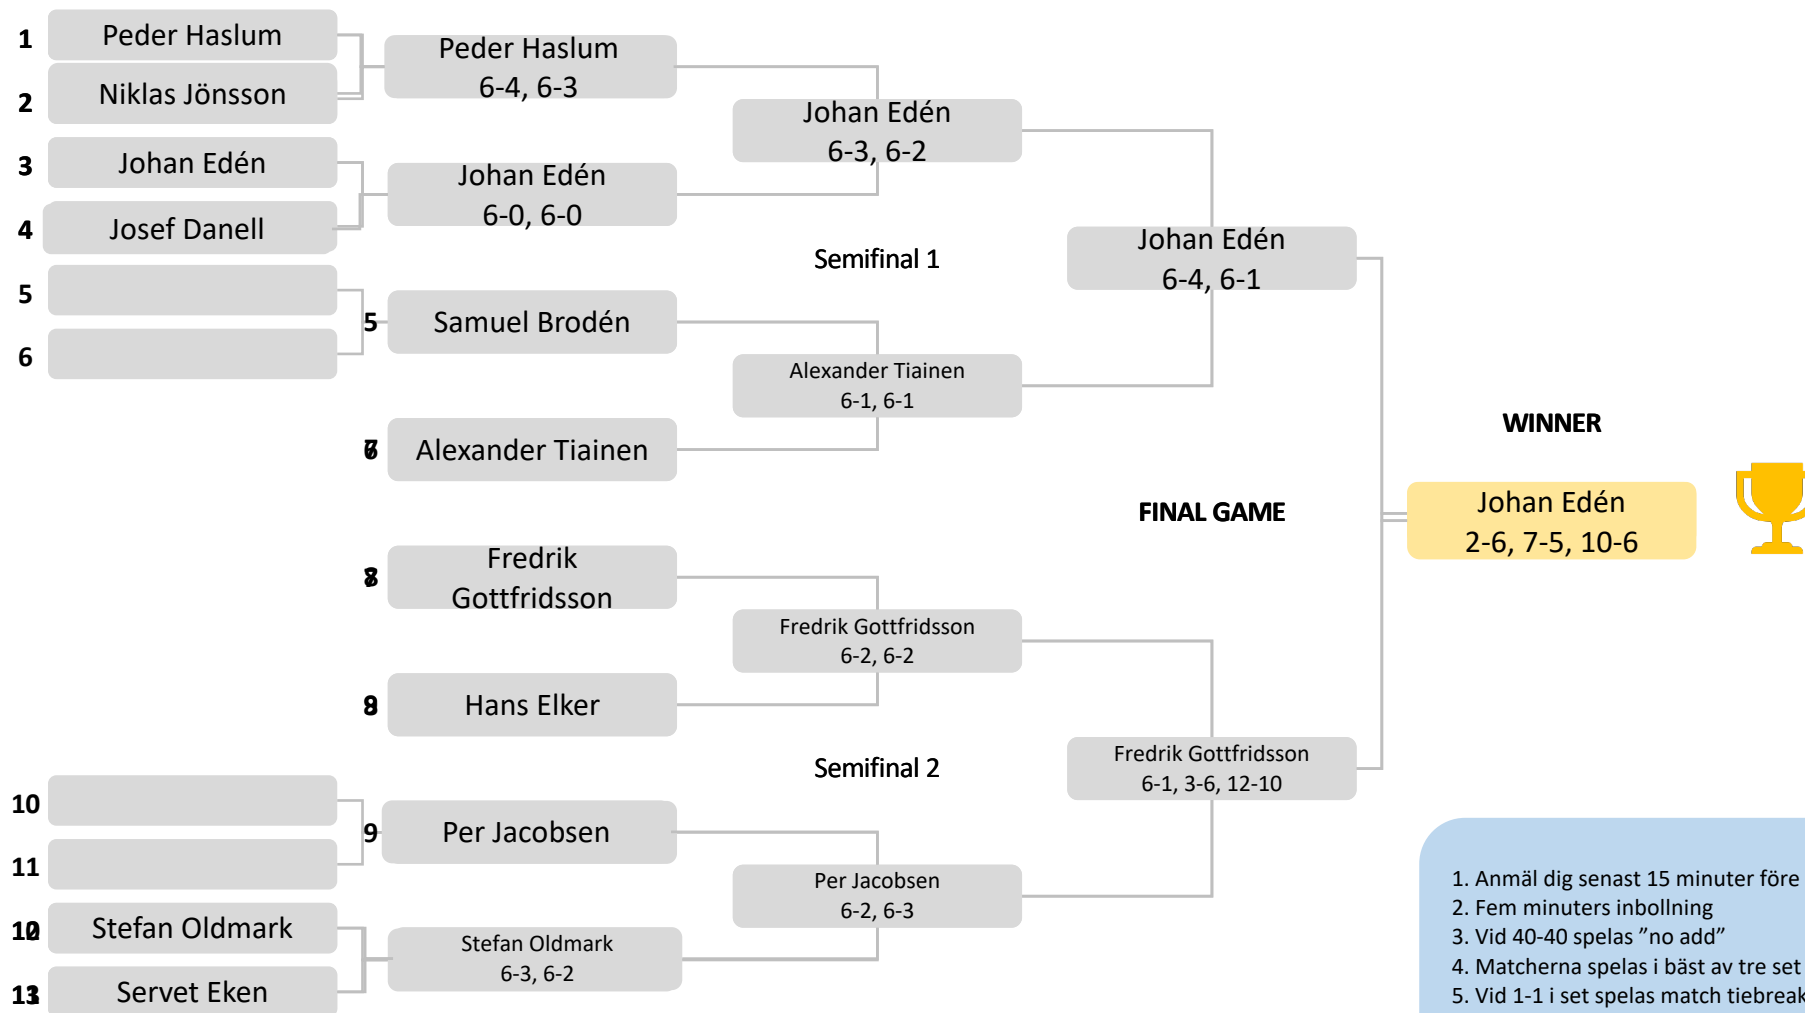 1
Peder Haslum
2
Niklas Jönsson
3
Johan Edén
4
Josef Danell
5
6
Peder Haslum
6-4, 6-3
Johan Edén
6-0, 6-0
5
Samuel Brodén
Alexander Tiainen
Johan Edén
6-3, 6-2
Semifinal 1
Alexander Tiainen
6-1, 6-1
Johan Edén
6-4, 6-1
Fredrik
Gottfridsson
Hans Elker
Fredrik Gottfridsson
6-2, 6-2
Semifinal 2
10
11
9
Per Jacobsen
Stefan Oldmark
Servet Eken
Stefan Oldmark
6-3, 6-2
Per Jacobsen
6-2, 6-3
Fredrik Gottfridsson
6-1, 3-6, 12-10
FINAL GAME
WINNER
Johan Edén
2-6, 7-5, 10-6
1. Anmäl dig senast 15 minuter före
2. Fem minuters inbollning
3. Vid 40-40 spelas ”no add”
4. Matcherna spelas i bäst av tre set
5. Vid 1-1 i set spelas match tiebreak